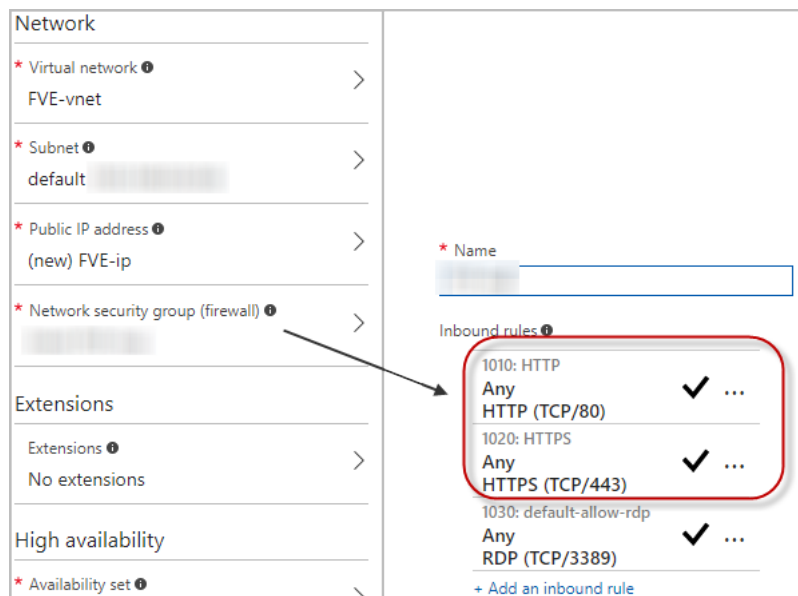 Network
* Virtual network
FVE-vnet
* Subnet
default
* Public IP address
(new) FVE-ip
* Network security group (firewall)
Extensions
Extensions
No extensions
High availability
* Availability set
* Name
Inbound rules
1010: HTTP
Any
HTTP (TCP/80)
...
1020: HTTPS
Any
HTTPS (TCP/443)
...
1030: default-allow-rdp
Any
RDP (TCP/3389)
...
+ Add an inbound rule